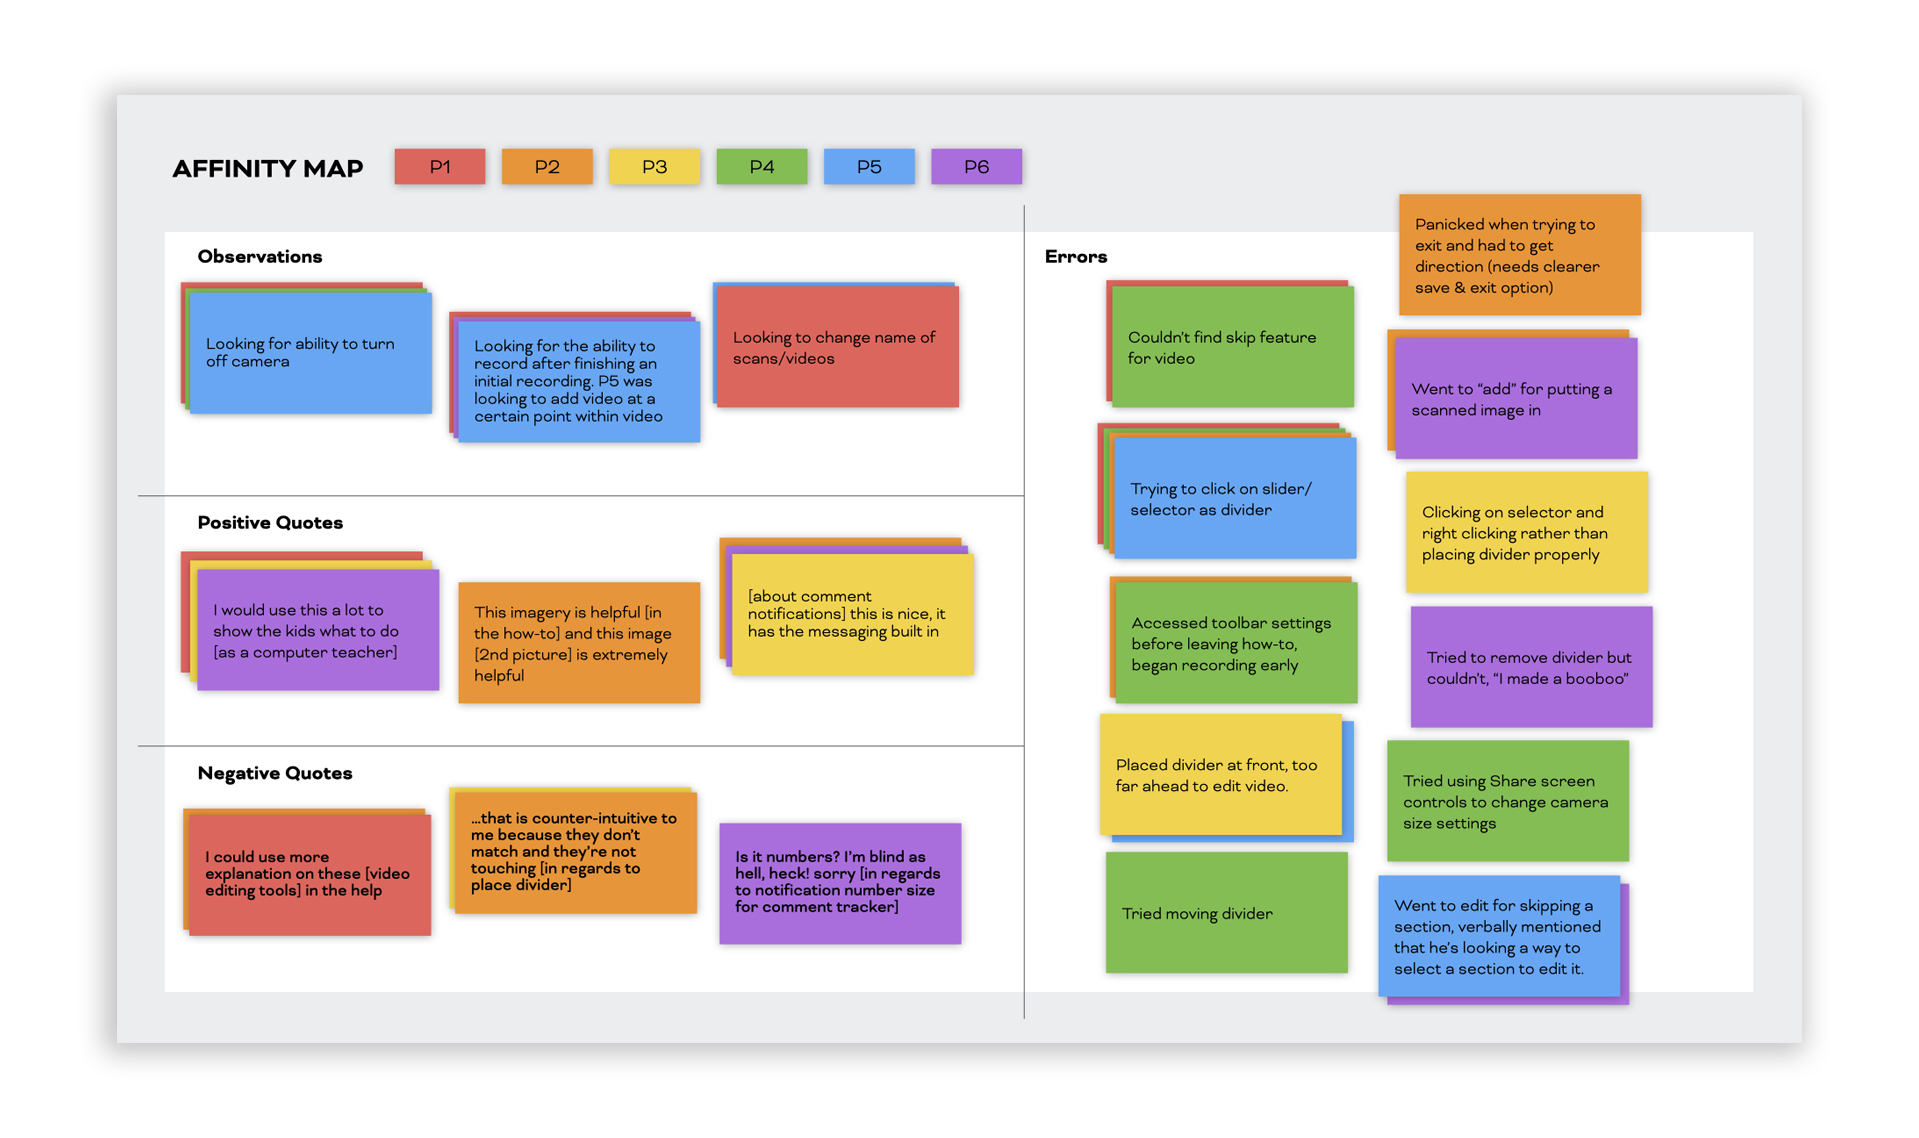 AFFINITY MAP
P1
P2
P3
P4
P5
P6
Observations
Looking for ability to turn
off camera
Looking for the ability to
record after finishing an
initial recording. P5 was
looking to add video at a
certain point within video
Looking to change name of
scans/videos
Positive Quotes
I would use this a lot to
show the kids what to do
[as a computer teacher]
This imagery is helpful [in
the how-to] and this image
[2nd picture] is extremely
helpful
[about comment
notifications] this is nice, it
has the messaging built in
Negative Quotes
I could use more
explanation on these [video
editing tools] in the help
...that is counter-intuitive to
me because they don't
match and they're not
touching [in regards to
place divider]
Is it numbers? I'm blind as
hell, heck! sorry [in regards
to notification number size
for comment tracker]
Errors
Couldn't find skip feature
for video
Trying to click on slider/
selector as divider
Accessed toolbar settings
before leaving how-to,
began recording early
Placed divider at front, too
far ahead to edit video.
Tried moving divider
Panicked when trying to
exit and had to get
direction (needs clearer
save & exit option)
Went to "add" for putting a
scanned image in
Clicking on selector and
right clicking rather than
placing divider properly
Tried to remove divider but
couldn't, "I made a booboo"
Tried using Share screen
controls to change camera
size settings
Went to edit for skipping a
section, verbally mentioned
that he's looking a way to
select a section to edit it.